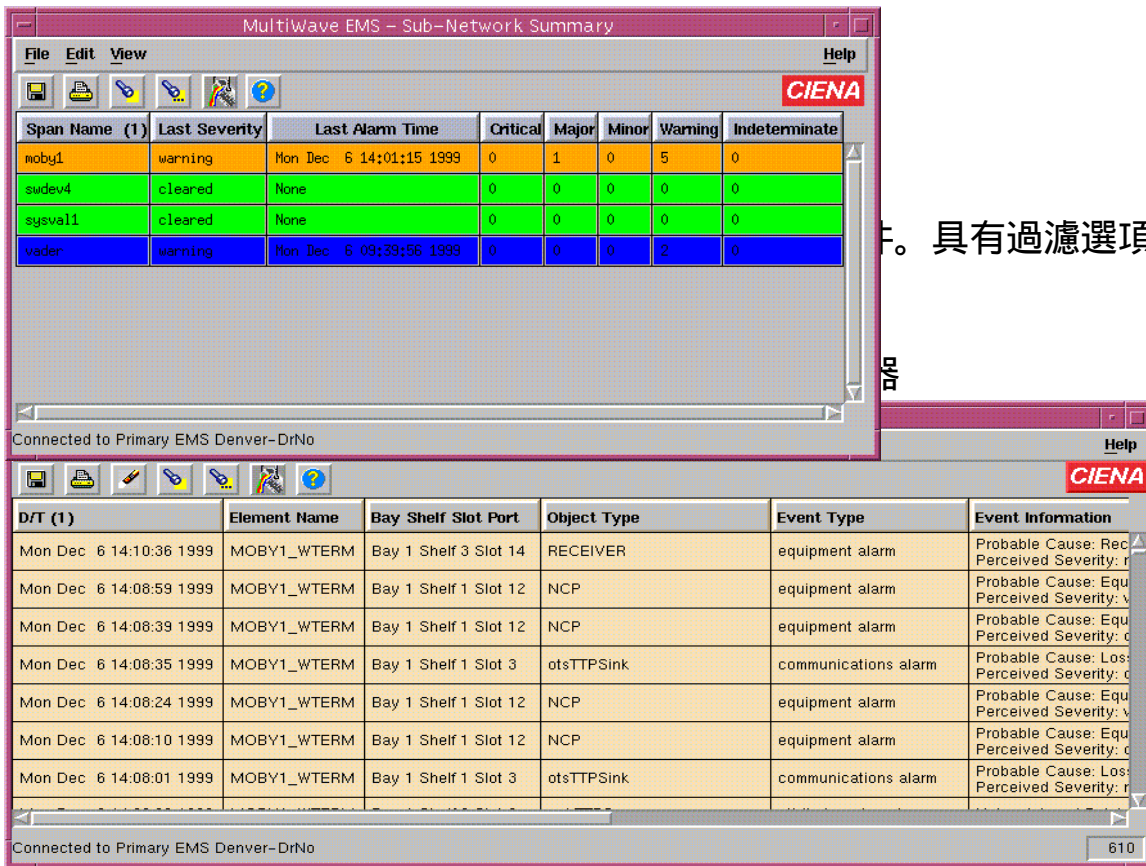 MultiWave EMS – Sub-Network Summary
File Edit View Help
CIENA
Span Name (1) Last Severity Last Alarm Time Critical Major Minor Warning Indeterminate
moby1 warning Mon Dec 6 14:01:15 1999 0 1 0 5 0
swdev4 cleared None 0 0 0 0 0
sysval1 cleared None 0 0 0 0 0
vader warning Mon Dec 6 09:39:56 1999 0 0 0 2 0
。具有過濾選項
器
Connected to Primary EMS Denver-DrNo
Help
CIENA
D/T (1) Element Name Bay Shelf Slot Port Object Type Event Type Event Information
Mon Dec 6 14:10:36 1999 MOBY1_WTERM Bay 1 Shelf 3 Slot 14 RECEIVER equipment alarm Probable Cause: Rec
Perceived Severity:
Mon Dec 6 14:08:59 1999 MOBY1_WTERM Bay 1 Shelf 1 Slot 12 NCP equipment alarm Probable Cause: Equ
Perceived Severity:
Mon Dec 6 14:08:39 1999 MOBY1_WTERM Bay 1 Shelf 1 Slot 12 NCP equipment alarm Probable Cause: Equ
Perceived Severity:
Mon Dec 6 14:08:35 1999 MOBY1_WTERM Bay 1 Shelf 1 Slot 3 otsTTPSink communications alarm Probable Cause: Los
Perceived Severity:
Mon Dec 6 14:08:24 1999 MOBY1_WTERM Bay 1 Shelf 1 Slot 12 NCP equipment alarm Probable Cause: Equ
Perceived Severity:
Mon Dec 6 14:08:10 1999 MOBY1_WTERM Bay 1 Shelf 1 Slot 12 NCP equipment alarm Probable Cause: Equ
Perceived Severity:
Mon Dec 6 14:08:01 1999 MOBY1_WTERM Bay 1 Shelf 1 Slot 3 otsTTPSink communications alarm Probable Cause: Los
Perceived Severity:
Connected to Primary EMS Denver-DrNo 610